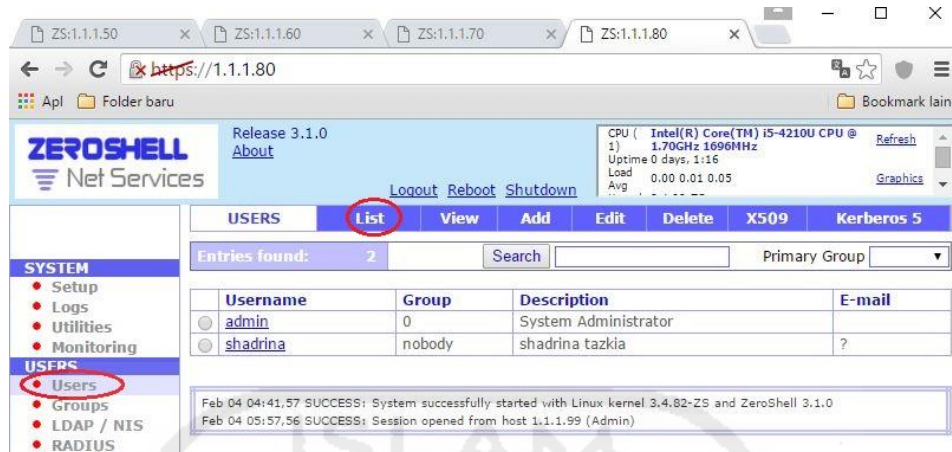 ZS:1.1.1.50
ZS:1.1.1.60
ZS:1.1.1.70
ZS:1.1.1.80
https://1.1.1.80
Apl Folder baru Bookmark lain
ZEROSHELL
Net Services
Release 3.1.0
About
Logout Reboot Shutdown
CPU (1) Intel(R) Core(TM) i5-4210U CPU @ 1.70GHz 1696MHz
Uptime 0 days, 1:16
Load Avg 0.00 0.01 0.05
Refresh
Graphics
USERS List View Add Edit Delete X509 Kerberos 5
Entries found: 2 Search Primary Group
SYSTEM
Setup
Logs
Utilities
Monitoring
USERS
Users
Groups
LDAP / NIS
RADIUS
Username Group Description E-mail
admin 0 System Administrator
shadrina nobody shadrina tazkia ?
Feb 04 04:41,57 SUCCESS: System successfully started with Linux kernel 3.4.82-ZS and ZeroShell 3.1.0
Feb 04 05:57,56 SUCCESS: Session opened from host 1.1.1.99 (Admin)
ISLAM